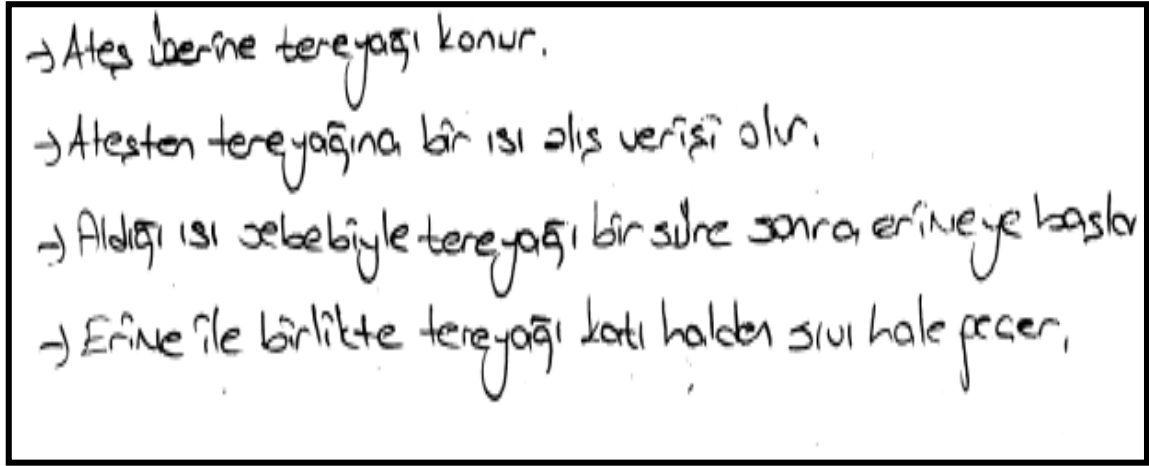 → Ateş üzerine tereyağı konur.
→ Ateşten tereyağına bir ısı alış verişi olur.
→ Aldığı ısı sebebiyle tereyağı bir süre sonra erimeye başlar
→ Erime ile birlikte tereyağı katı halden sıvı hale geçer.